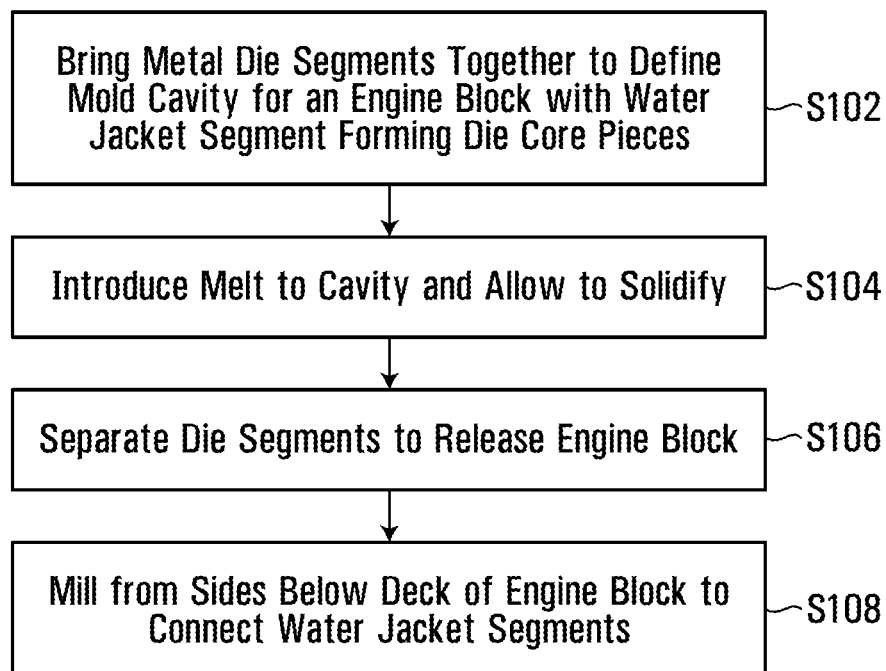 Bring Metal Die Segments Together to Define
Mold Cavity for an Engine Block with Water
Jacket Segment Forming Die Core Pieces
S102
Introduce Melt to Cavity and Allow to Solidify
S104
Separate Die Segments to Release Engine Block
S106
Mill from Sides Below Deck of Engine Block to
Connect Water Jacket Segments
S108